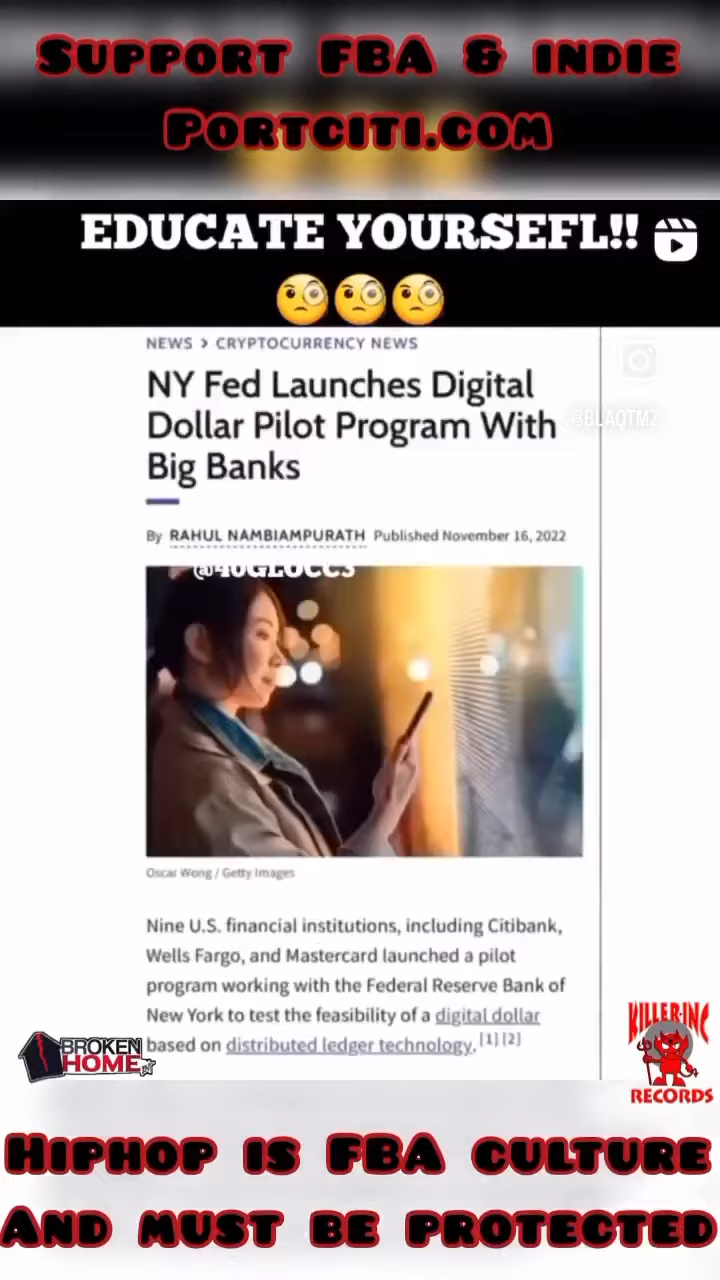 SUPPORT FBA & INDIE
PORTCITI.COM
EDUCATE YOURSEFL!!
NEWS > CRYPTOCURRENCY NEWS
NY Fed Launches Digital
Dollar Pilot Program With
Big Banks
@BLAQTMZ
By RAHUL NAMBIAMPURATH Published November 16, 2022
@40GLOCCS
Oscar Wong / Getty Images
Nine U.S. financial institutions, including Citibank,
Wells Fargo, and Mastercard launched a pilot
program working with the Federal Reserve Bank of
New York to test the feasibility of a digital dollar
based on distributed ledger technology. [1] [2]
BROKEN
HOME
KILLER-INC
RECORDS
HIPHOP IS FBA CULTURE
AND MUST BE PROTECTED